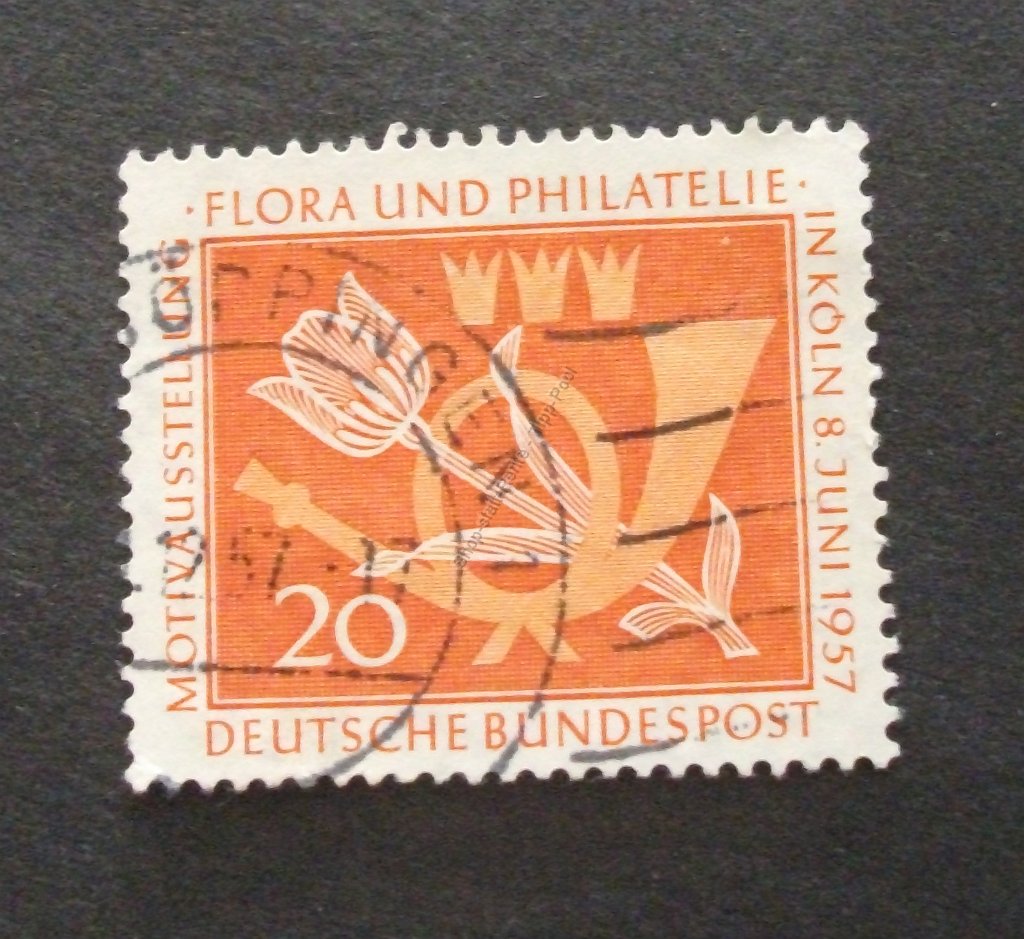 MOTIVAUSSTELLUNG
· FLORA UND PHILATELIE ·
IN KÖLN 8. JUNI 1957
20
DEUTSCHE BUNDESPOST